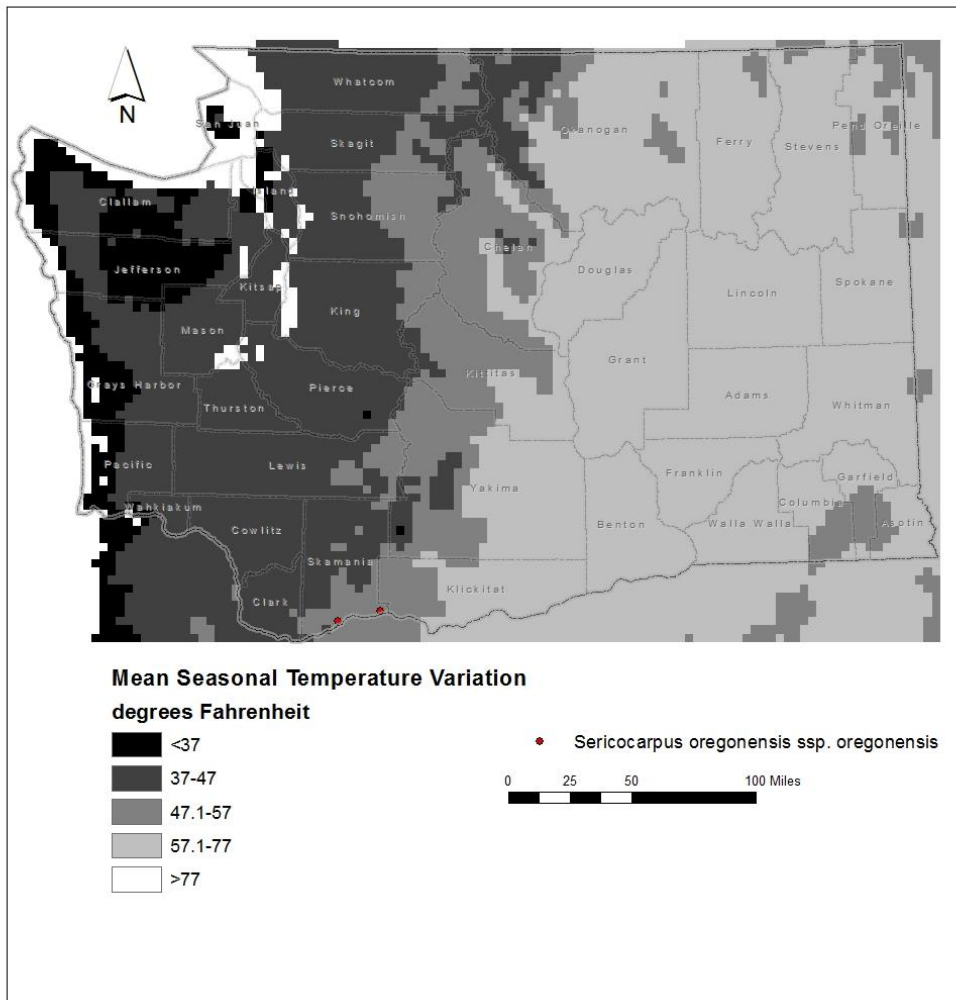 Whatcom
N
San Juan
Okanogan
Pend Oreille
Skagit
Ferry
Stevens
Island
Clallam
Snohomish
Chelan
Jefferson
Douglas
Kitsap
Lincoln
Spokane
King
Mason
Grant
Kittitas
Grays Harbor
Pierce
Adams
Whitman
Thurston
Pacific
Lewis
Franklin
Garfield
Yakima
Columbia
Wahkiakum
Benton
Walla Walla
Asotin
Cowlitz
Skamania
Klickitat
Clark
Mean Seasonal Temperature Variation
degrees Fahrenheit
<37
37-47
47.1-57
57.1-77
>77
Sericocarpus oregonensis ssp. oregonensis
0 25 50 100 Miles